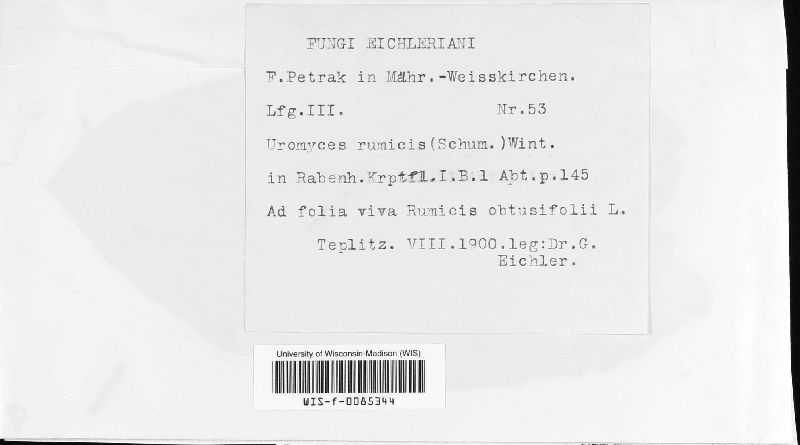 FUNGI EICHLERIANI
F.Petrak in Mähr.-Weisskirchen.
Lfg.III. Nr.53
Uromyces rumicis(Schum.)Wint.
in Rabenh.Krptfl.I.B.1 Abt.p.145
Ad folia viva Rumicis obtusifolii L.
Teplitz. VIII.1900.leg:Dr.G.
Eichler.
University of Wisconsin-Madison (WIS)
WIS-f-0085344